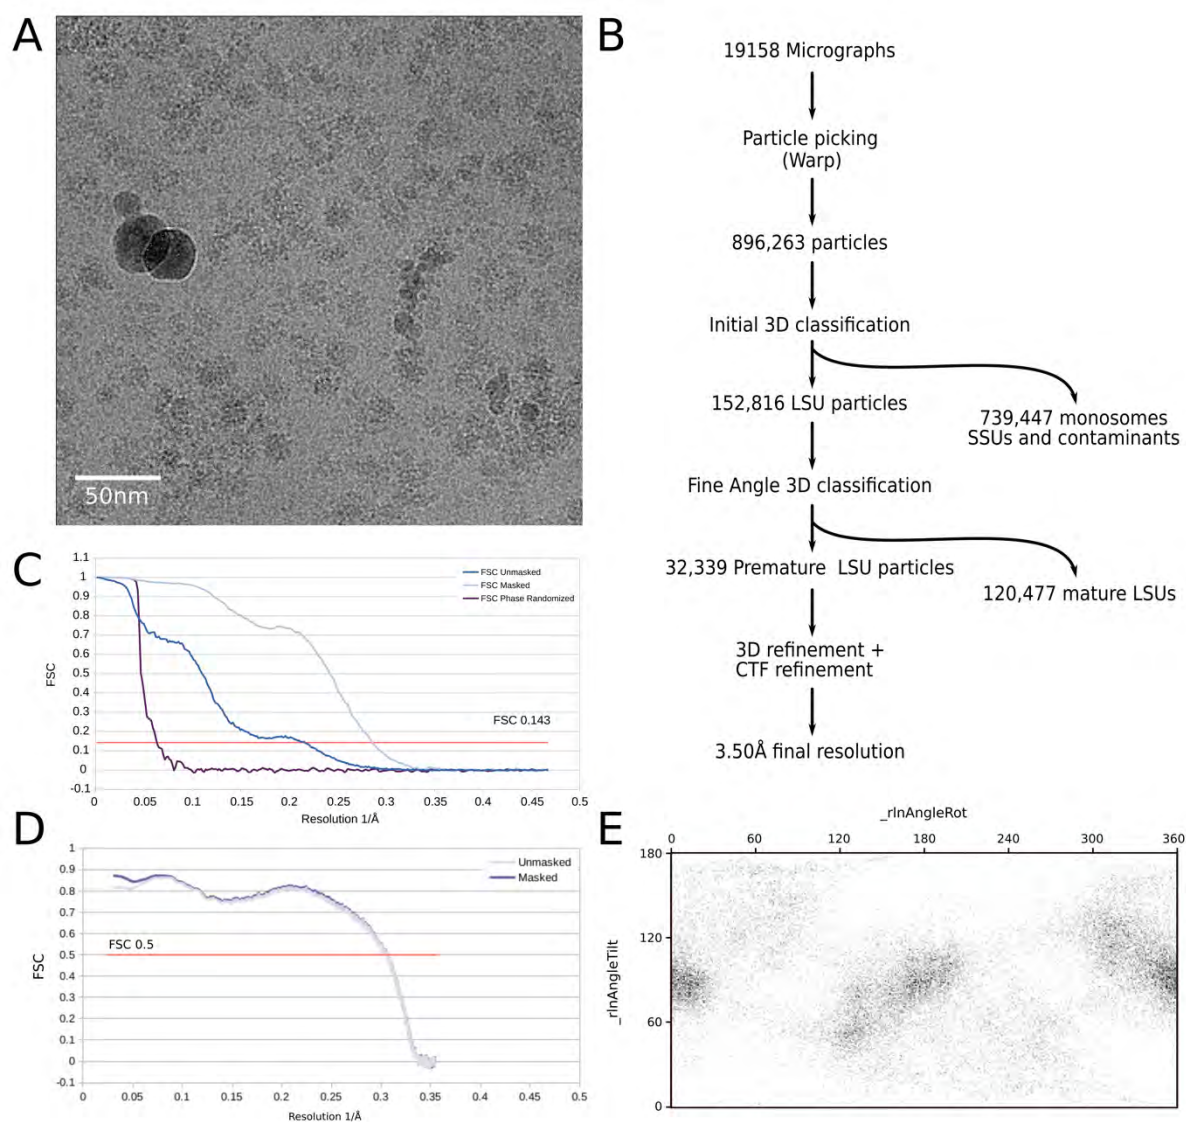 A
50nm
B
19158 Micrographs
Particle picking
(Warp)
896,263 particles
Initial 3D classification
152,816 LSU particles
739,447 monosomes
SSUs and contaminants
Fine Angle 3D classification
32,339 Premature LSU particles
120,477 mature LSUs
3D refinement +
CTF refinement
3.50Å final resolution
C
1.1
1
0.9
0.8
0.7
0.6
0.5
0.4
0.3
0.2
0.1
0
-0.1
FSC
FSC Unmasked
FSC Masked
FSC Phase Randomized
FSC 0.143
0 0.05 0.1 0.15 0.2 0.25 0.3 0.35 0.4 0.45 0.5
Resolution 1/Å
D
1
0.9
0.8
0.7
0.6
0.5
0.4
0.3
0.2
0.1
0
-0.1
FSC
Unmasked
Masked
FSC 0.5
0 0.05 0.1 0.15 0.2 0.25 0.3 0.35 0.4 0.45 0.5
Resolution 1/Å
E
_rlnAngleRot
0 60 120 180 240 300 360
180
120
60
0
_rlnAngleTilt